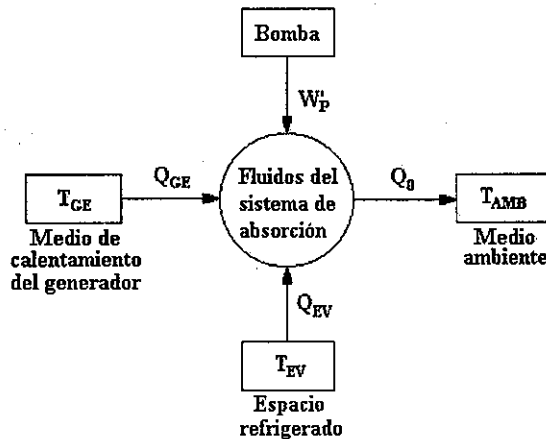 Bomba
W'P
QGE
TGE
Medio de
calentamiento
del generador
Fluidos del
sistema de
absorción
Q0
TAMB
Medio
ambiente
QEV
TEV
Espacio
refrigerado